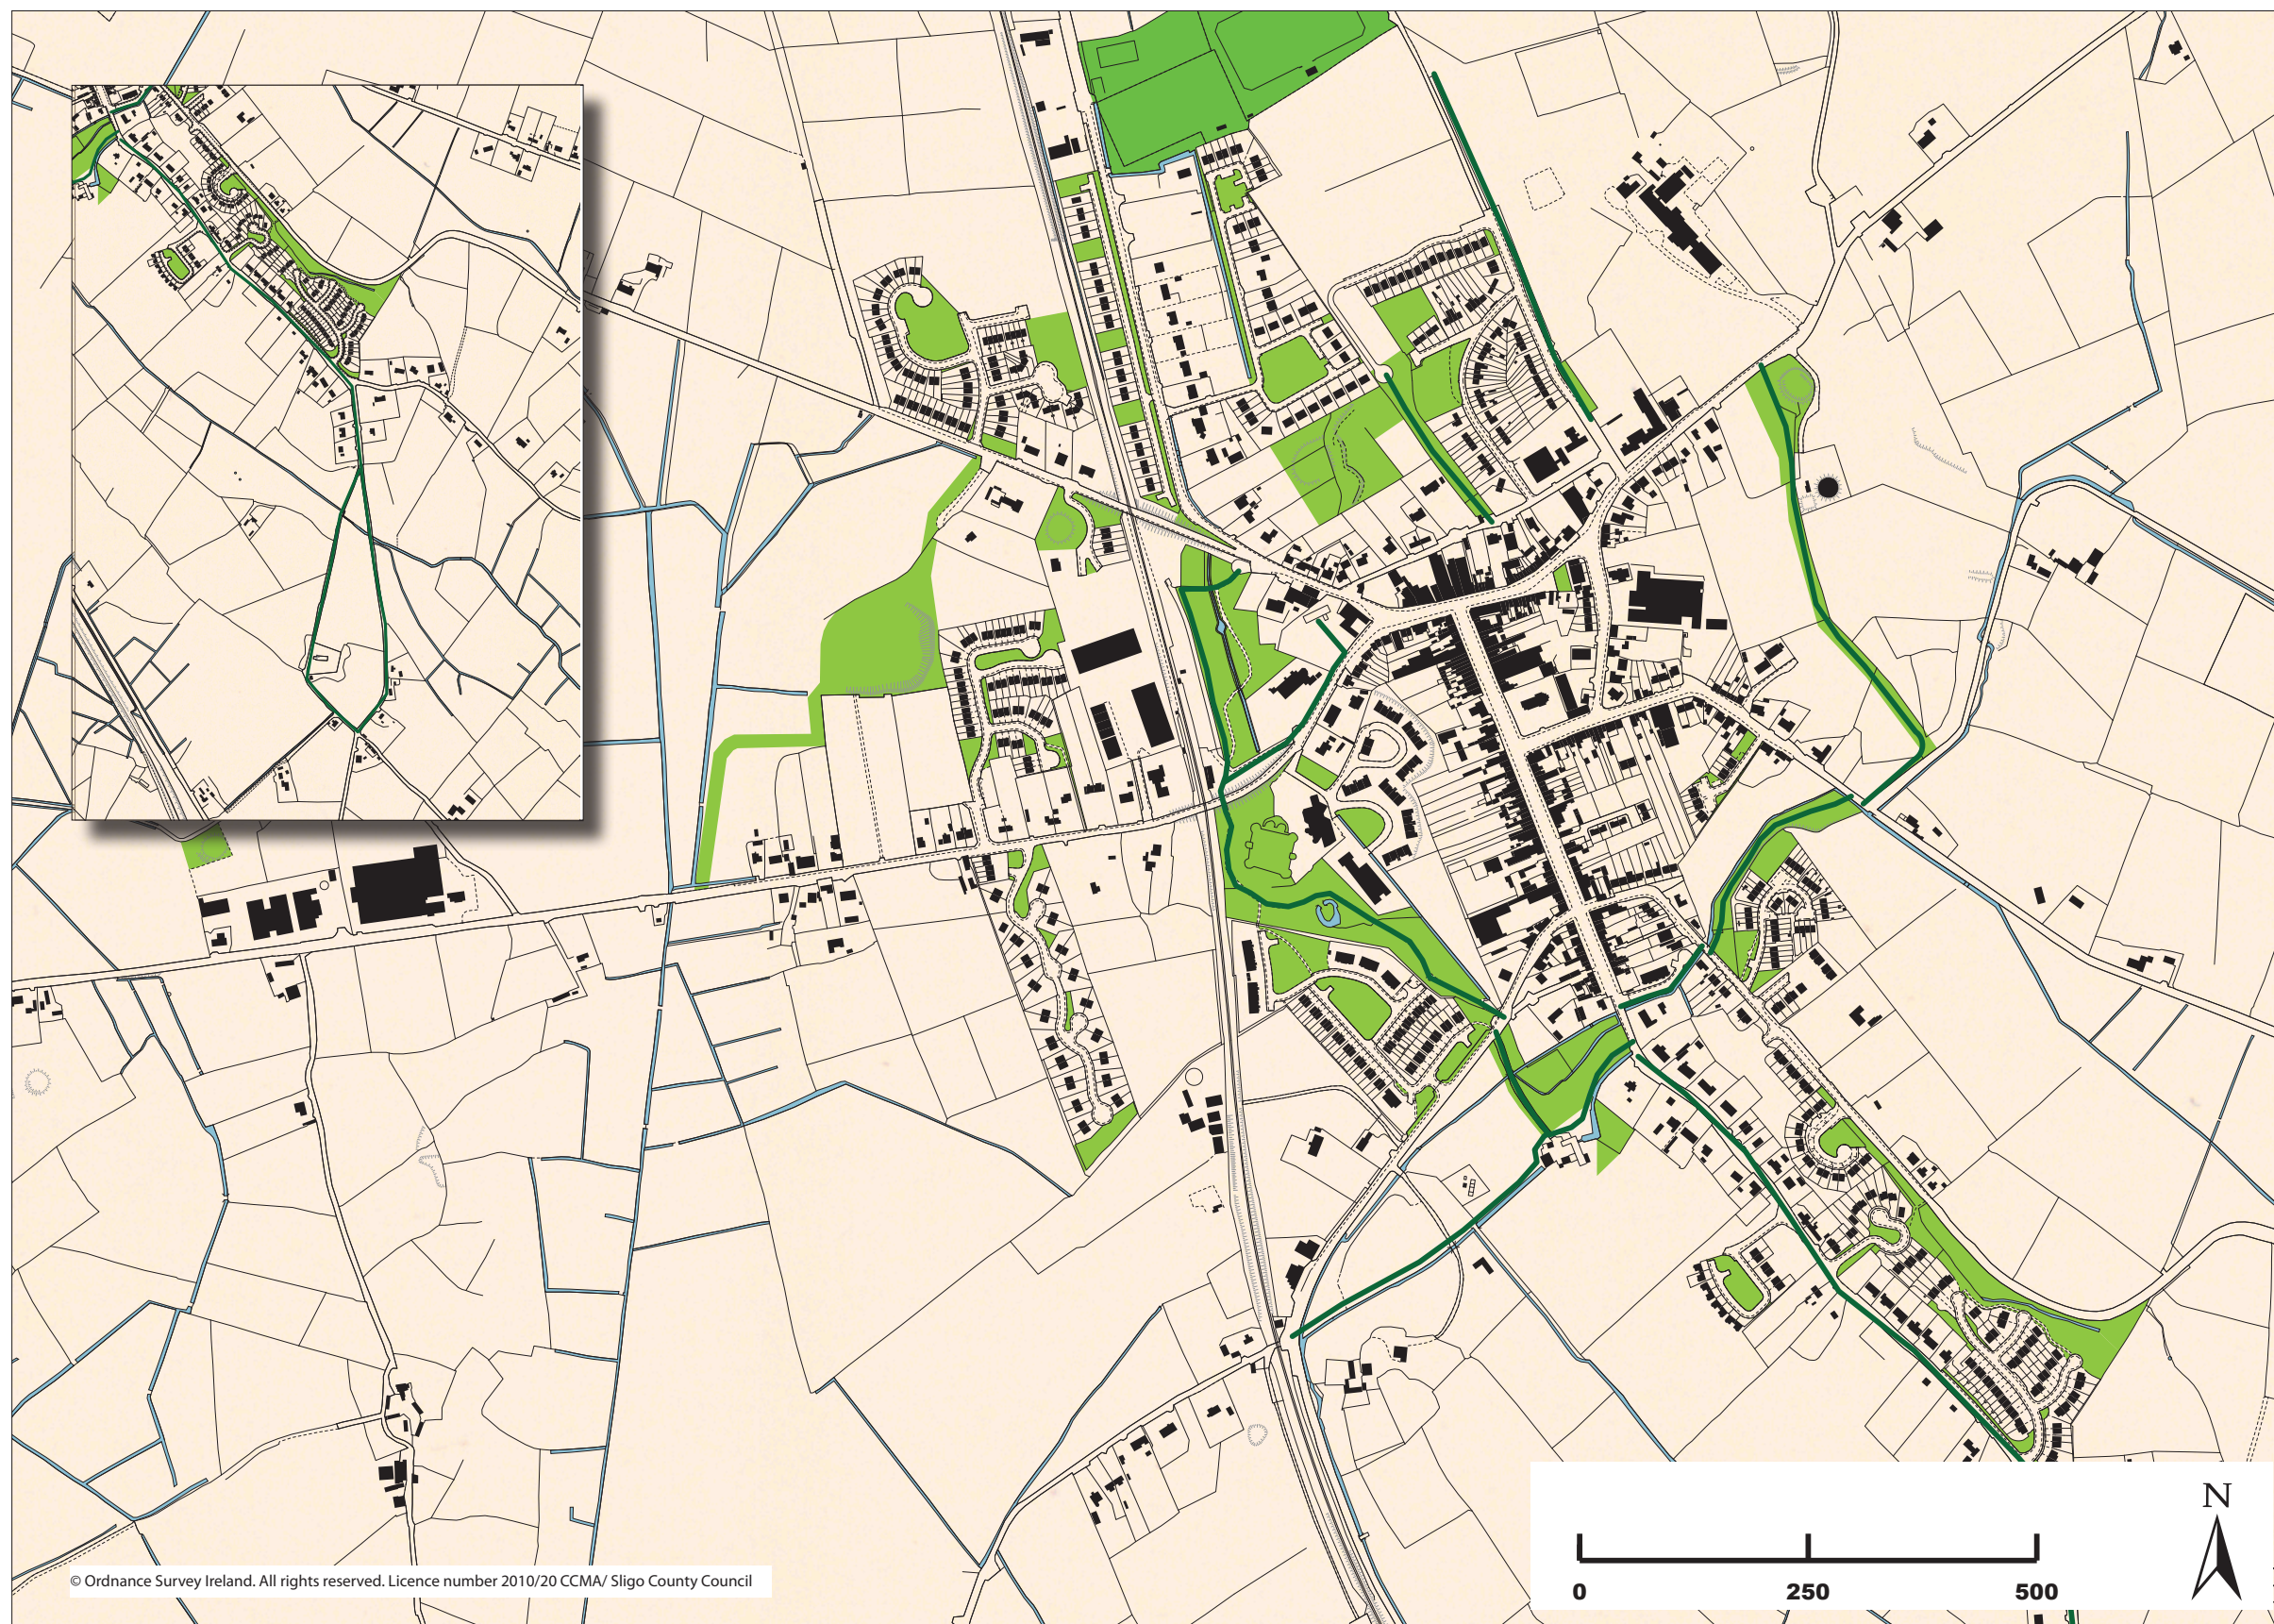 N
0 250 500
© Ordnance Survey Ireland. All rights reserved. Licence number 2010/20 CCMA/ Sligo County Council